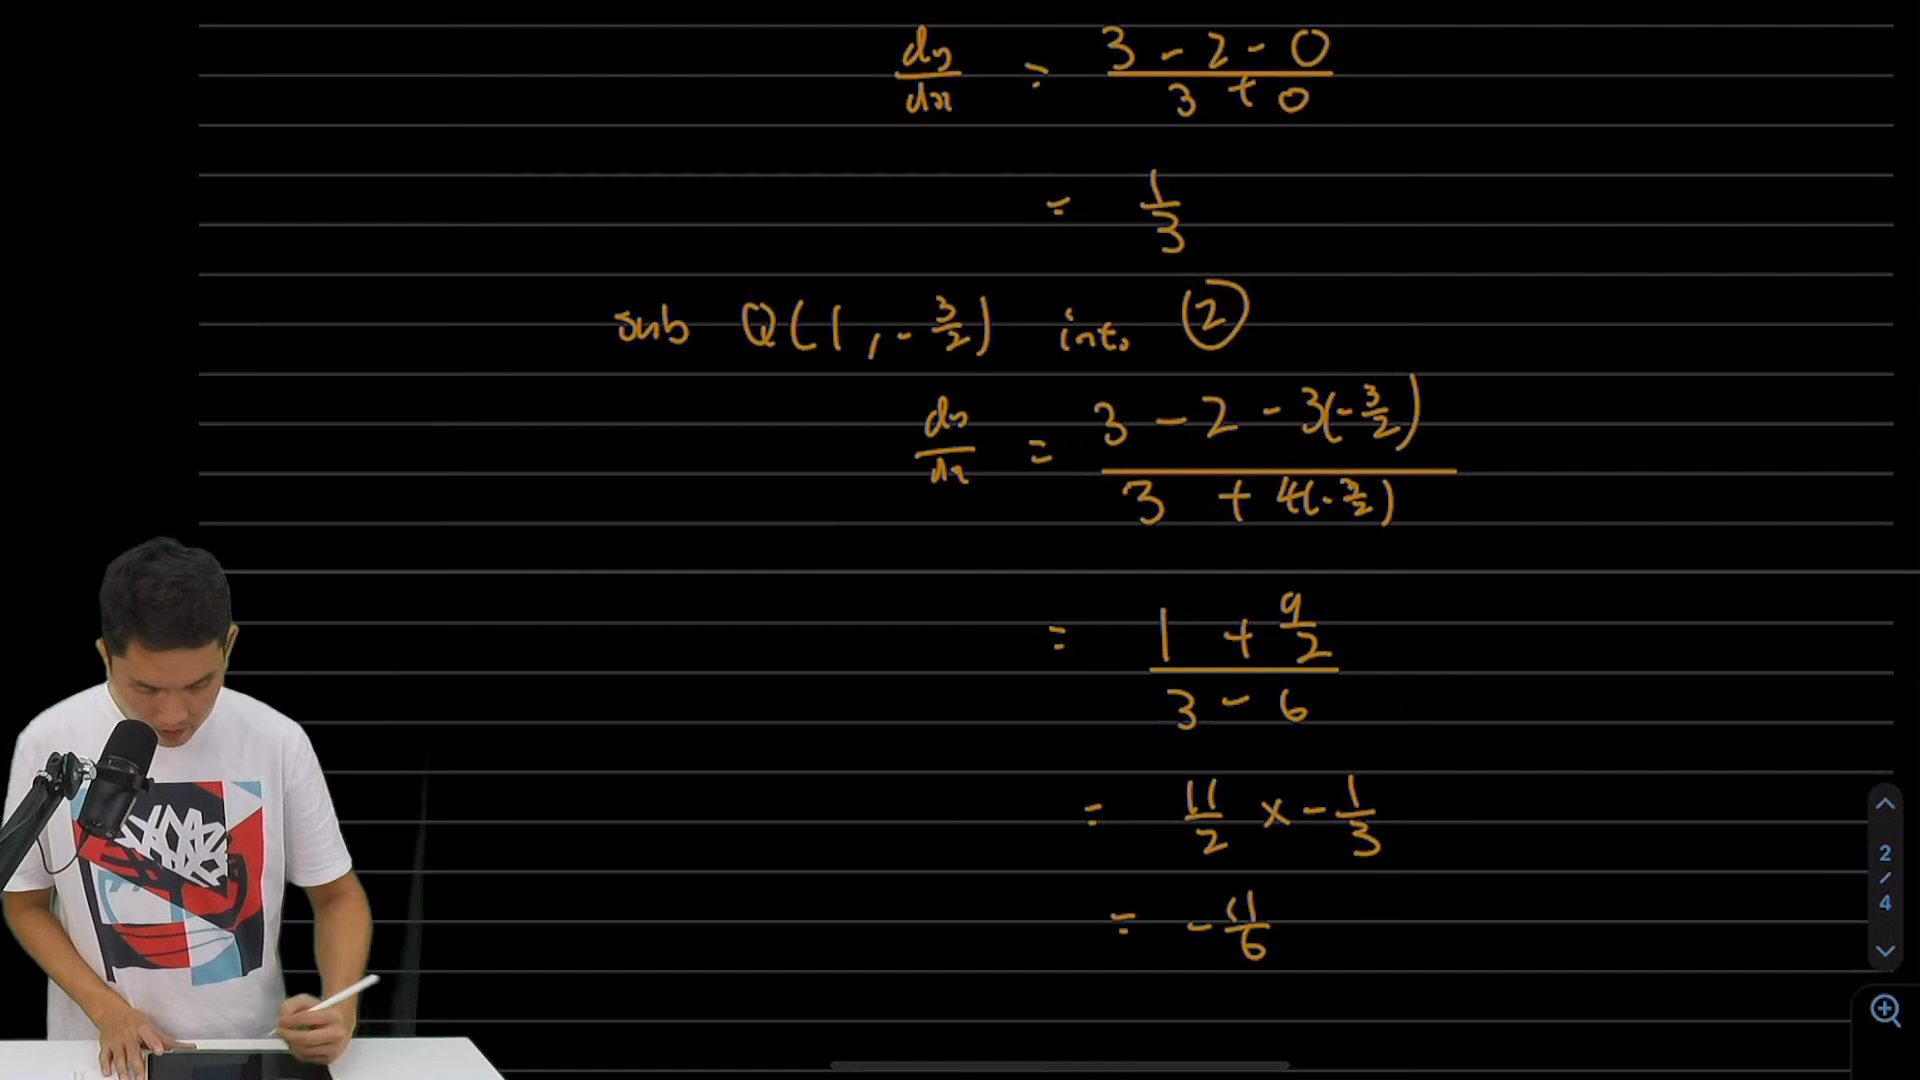 dy/dx = (3 - 2 - 0)/(3 + 0)
= 1/3
sub Q(1, -3/2) into ②
dy/dx = (3 - 2 - 3(-3/2))/(3 + 4(-3/2))
= (1 + 9/2)/(3 - 6)
= 11/2 × -1/3
= -11/6
2
/
4